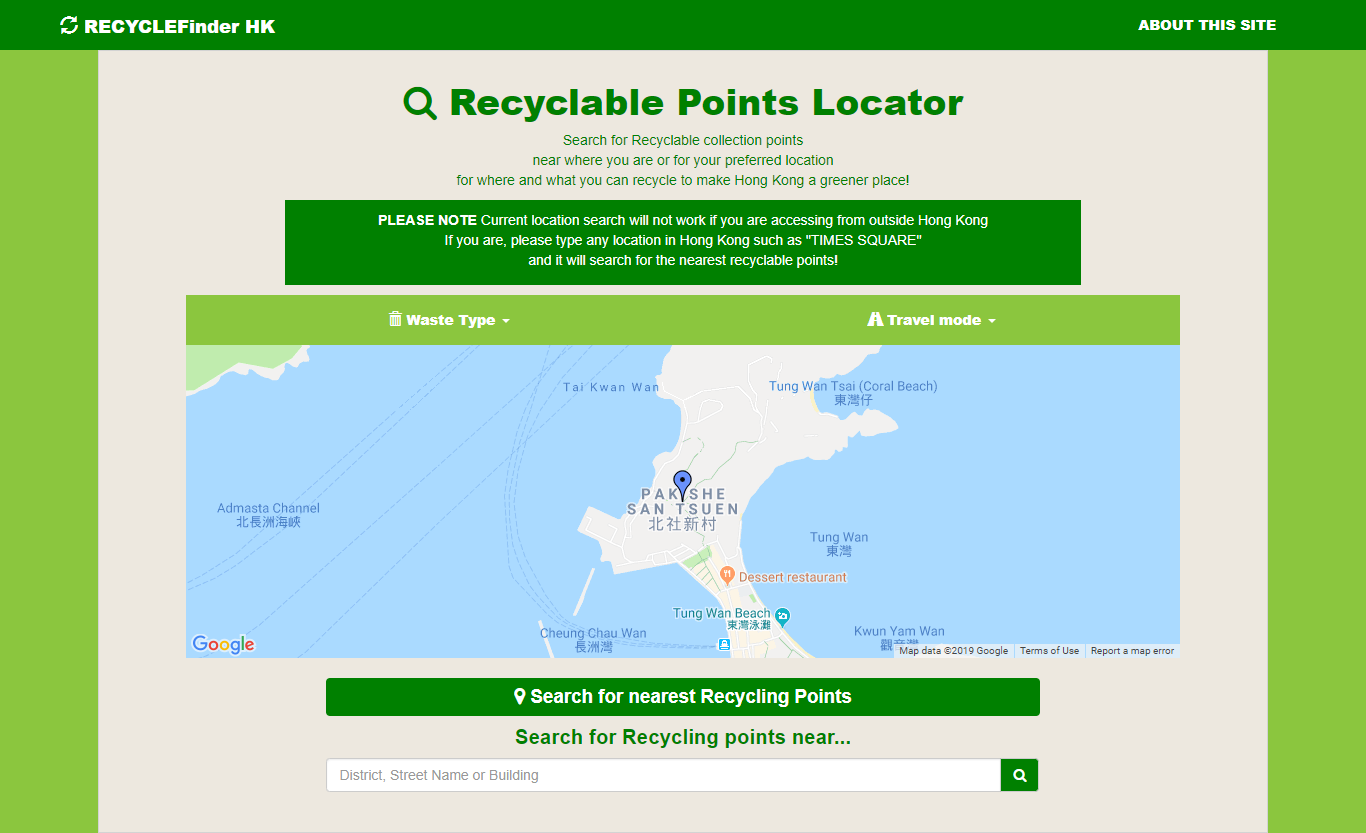 RECYCLEFinder HK
ABOUT THIS SITE
Recyclable Points Locator
Search for Recyclable collection points
near where you are or for your preferred location
for where and what you can recycle to make Hong Kong a greener place!
PLEASE NOTE Current location search will not work if you are accessing from outside Hong Kong
If you are, please type any location in Hong Kong such as "TIMES SQUARE"
and it will search for the nearest recyclable points!
Waste Type
Travel mode
Tai Kwan Wan
Tung Wan Tsai (Coral Beach)
東灣仔
PAK SHE
SAN TSUEN
北社新村
Admasta Channel
北長洲海峽
Tung Wan
東灣
Dessert restaurant
Tung Wan Beach
東灣泳灘
Cheung Chau Wan
長洲灣
Kwun Yam Wan
觀音灣
Google
Map data ©2019 Google
Terms of Use
Report a map error
Search for nearest Recycling Points
Search for Recycling points near...
District, Street Name or Building